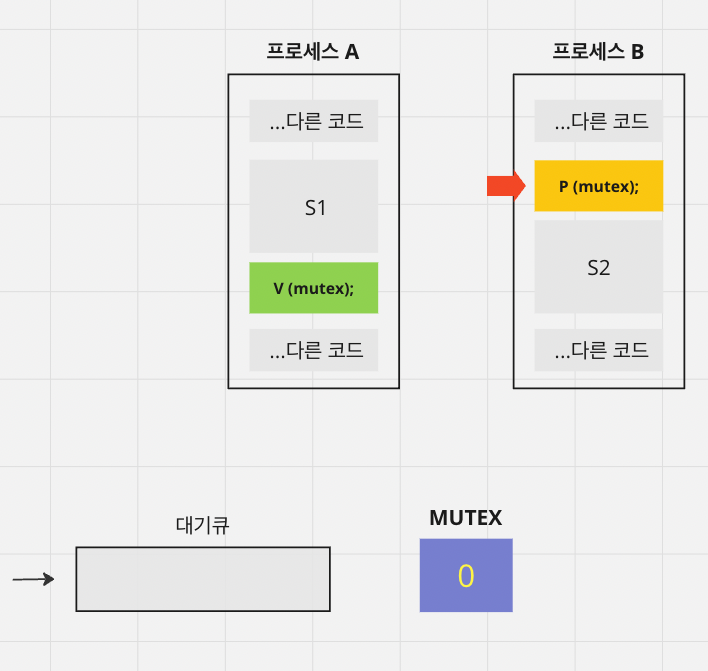 프로세스 A
...다른 코드
S1
V (mutex);
...다른 코드
프로세스 B
...다른 코드
P (mutex);
S2
...다른 코드
대기큐
MUTEX
0